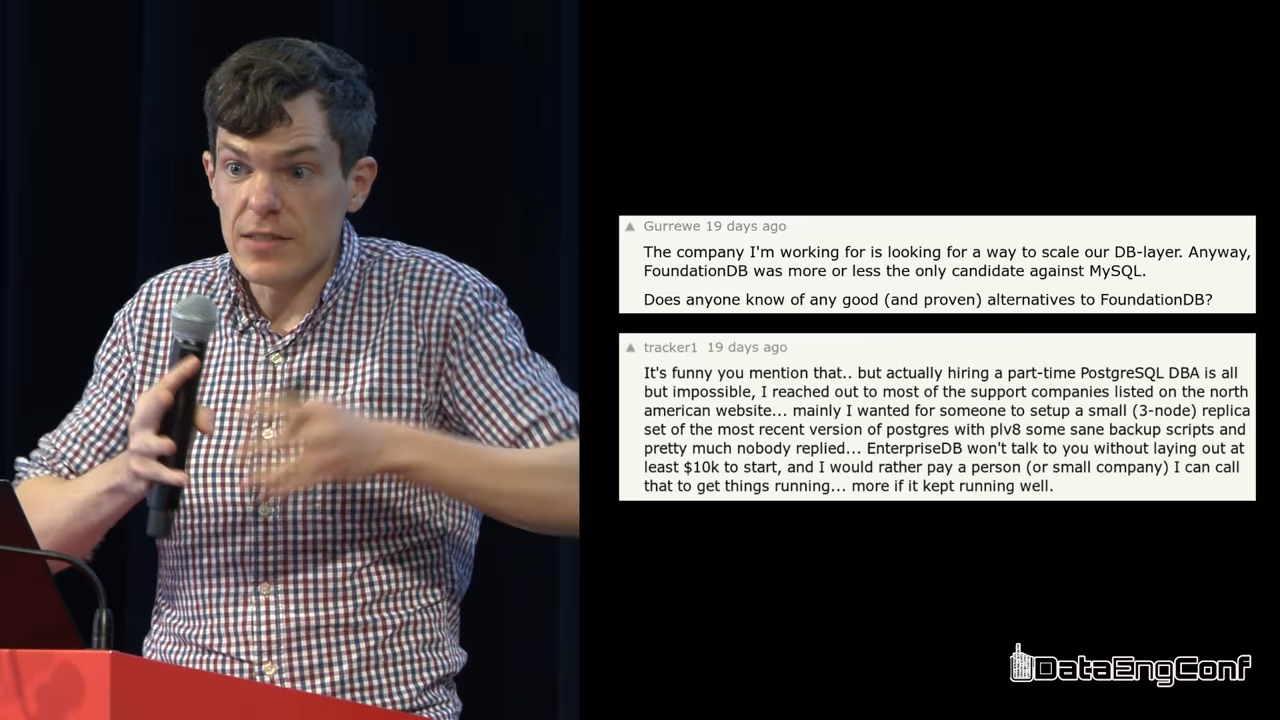 Gurrewe 19 days ago
The company I'm working for is looking for a way to scale our DB-layer. Anyway,
FoundationDB was more or less the only candidate against MySQL.
Does anyone know of any good (and proven) alternatives to FoundationDB?
tracker1 19 days ago
It's funny you mention that.. but actually hiring a part-time PostgreSQL DBA is all
but impossible, I reached out to most of the support companies listed on the north
american website... mainly I wanted for someone to setup a small (3-node) replica
set of the most recent version of postgres with plv8 some sane backup scripts and
pretty much nobody replied... EnterpriseDB won't talk to you without laying out at
least $10k to start, and I would rather pay a person (or small company) I can call
that to get things running... more if it kept running well.
DataEngConf